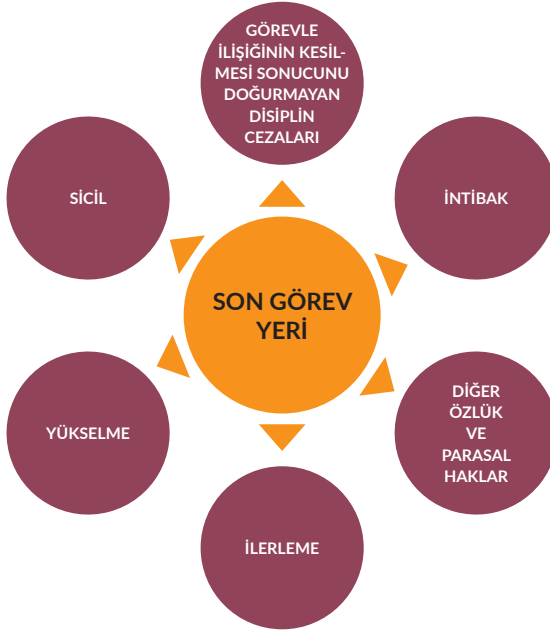 GÖREVLE
İLİŞİĞİNİN KESİL-
MESİ SONUCUNU
DOĞURMAYAN
DİSİPLİN
CEZALARI
SİCİL
İNTİBAK
SON GÖREV
YERİ
YÜKSELME
DİĞER
ÖZLÜK
VE
PARASAL
HAKLAR
İLERLEME